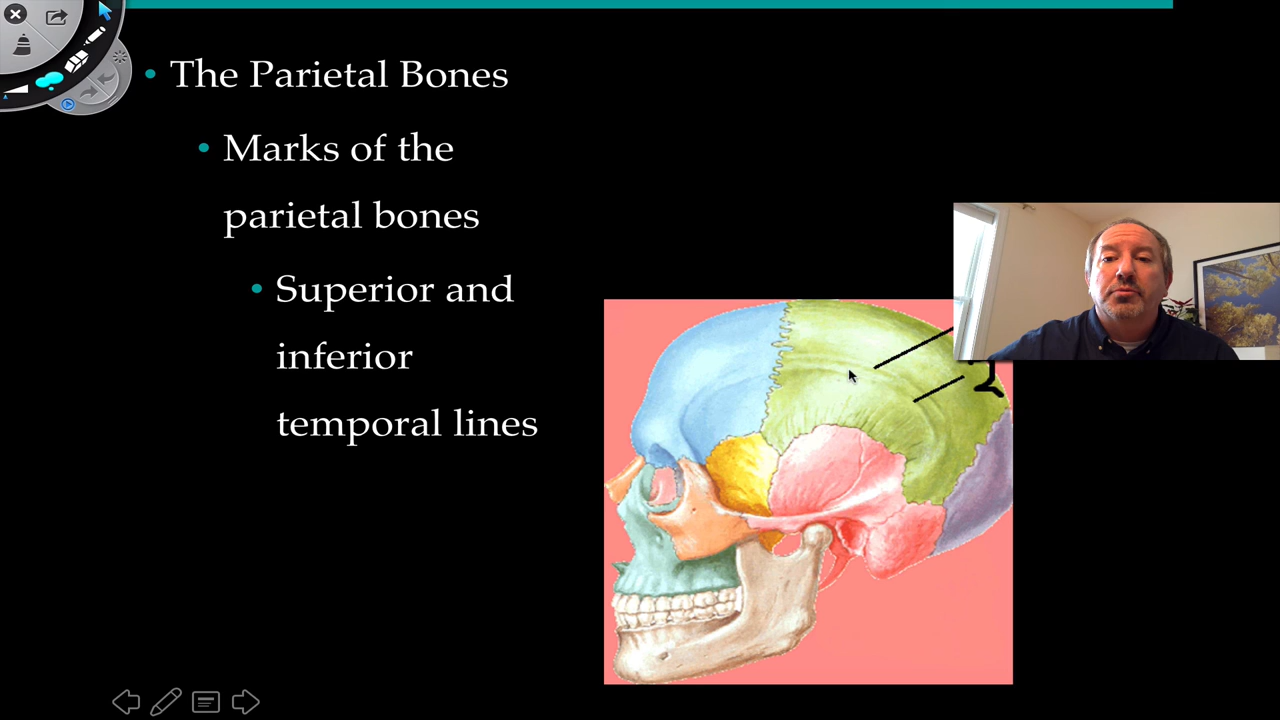 • The Parietal Bones
• Marks of the
parietal bones
• Superior and
inferior
temporal lines